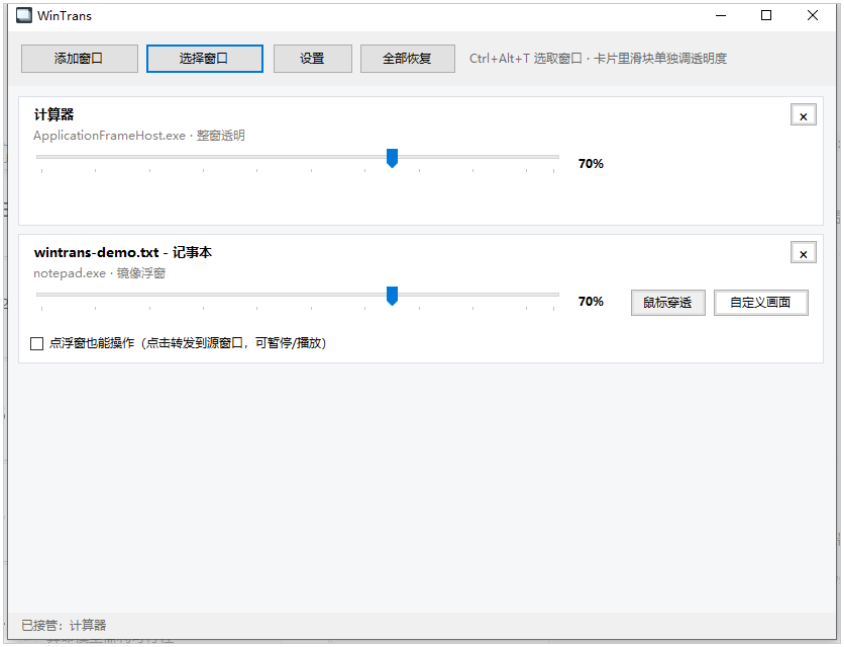 WinTrans
添加窗口 选择窗口 设置 全部恢复 Ctrl+Alt+T 选取窗口 · 卡片里滑块单独调透明度
计算器
ApplicationFrameHost.exe · 整窗透明
70%
wintrans-demo.txt - 记事本
notepad.exe · 镜像浮窗
70% 鼠标穿透 自定义画面
点浮窗也能操作（点击转发到源窗口，可暂停/播放）
已接管：计算器